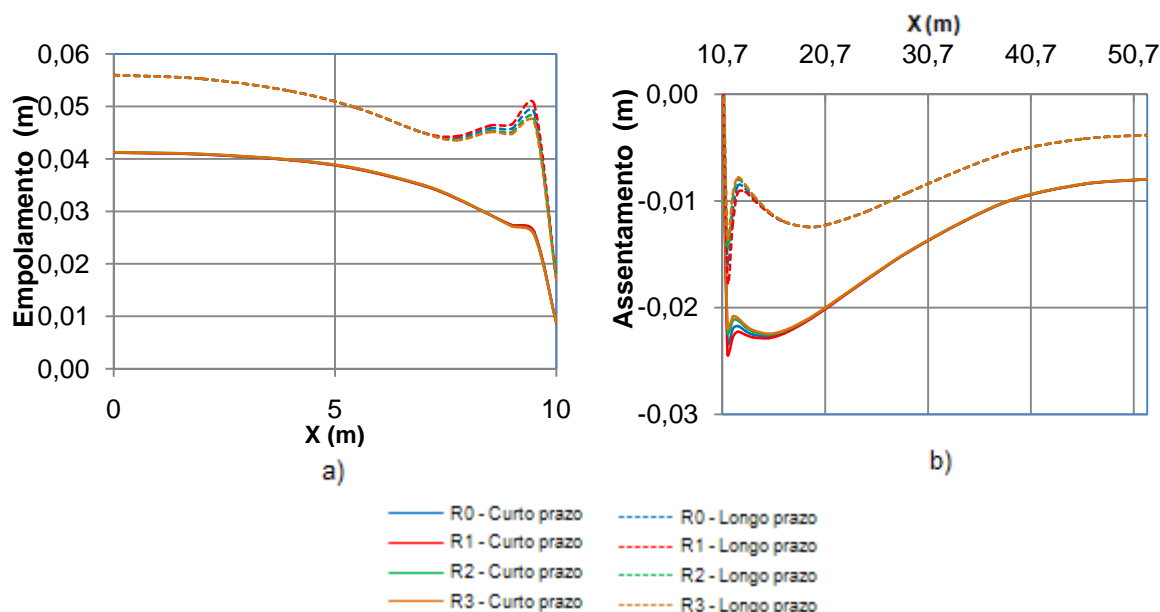 Empolamento (m)
0,06
0,05
0,04
0,03
0,02
0,01
0,00
0
5
10
X (m)
a)
X (m)
10,7
20,7
30,7
40,7
50,7
Assentamento (m)
0,00
-0,01
-0,02
-0,03
b)
R0 - Curto prazo
R0 - Longo prazo
R1 - Curto prazo
R1 - Longo prazo
R2 - Curto prazo
R2 - Longo prazo
R3 - Curto prazo
R3 - Longo prazo